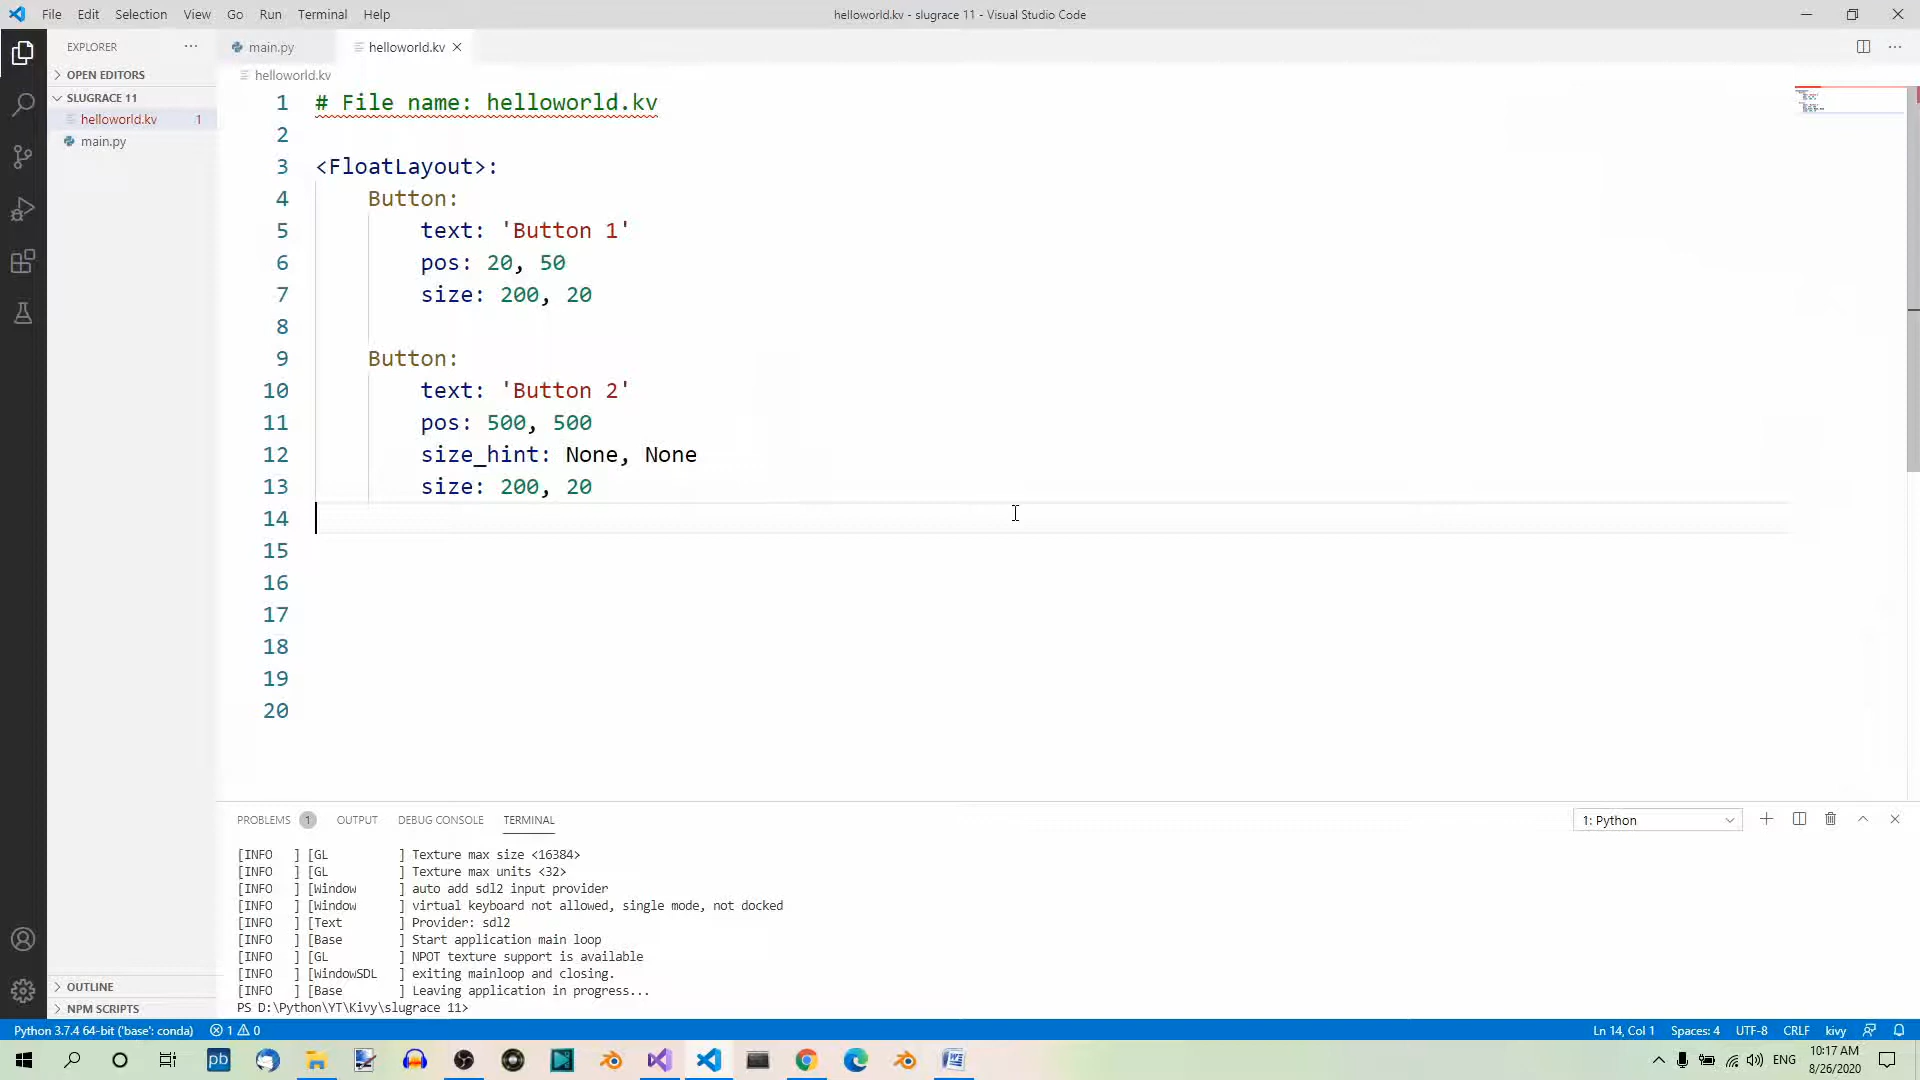 File Edit Selection View Go Run Terminal Help
helloworld.kv - slugrace 11 - Visual Studio Code
EXPLORER
OPEN EDITORS
SLUGRACE 11
helloworld.kv 1
main.py
OUTLINE
NPM SCRIPTS
main.py
helloworld.kv
helloworld.kv
1 # File name: helloworld.kv
2
3 <FloatLayout>:
4 Button:
5 text: 'Button 1'
6 pos: 20, 50
7 size: 200, 20
8
9 Button:
10 text: 'Button 2'
11 pos: 500, 500
12 size_hint: None, None
13 size: 200, 20
14
15
16
17
18
19
20
PROBLEMS 1 OUTPUT DEBUG CONSOLE TERMINAL
1: Python
[INFO   ] [GL          ] Texture max size <16384>
[INFO   ] [GL          ] Texture max units <32>
[INFO   ] [Window      ] auto add sdl2 input provider
[INFO   ] [Window      ] virtual keyboard not allowed, single mode, not docked
[INFO   ] [Text        ] Provider: sdl2
[INFO   ] [Base        ] Start application main loop
[INFO   ] [GL          ] NPOT texture support is available
[INFO   ] [WindowSDL   ] exiting mainloop and closing.
[INFO   ] [Base        ] Leaving application in progress...
PS D:\Python\YT\Kivy\slugrace 11>
Python 3.7.4 64-bit ('base': conda) 1 0
Ln 14, Col 1 Spaces: 4 UTF-8 CRLF kivy
pb
ENG
10:17 AM
8/26/2020